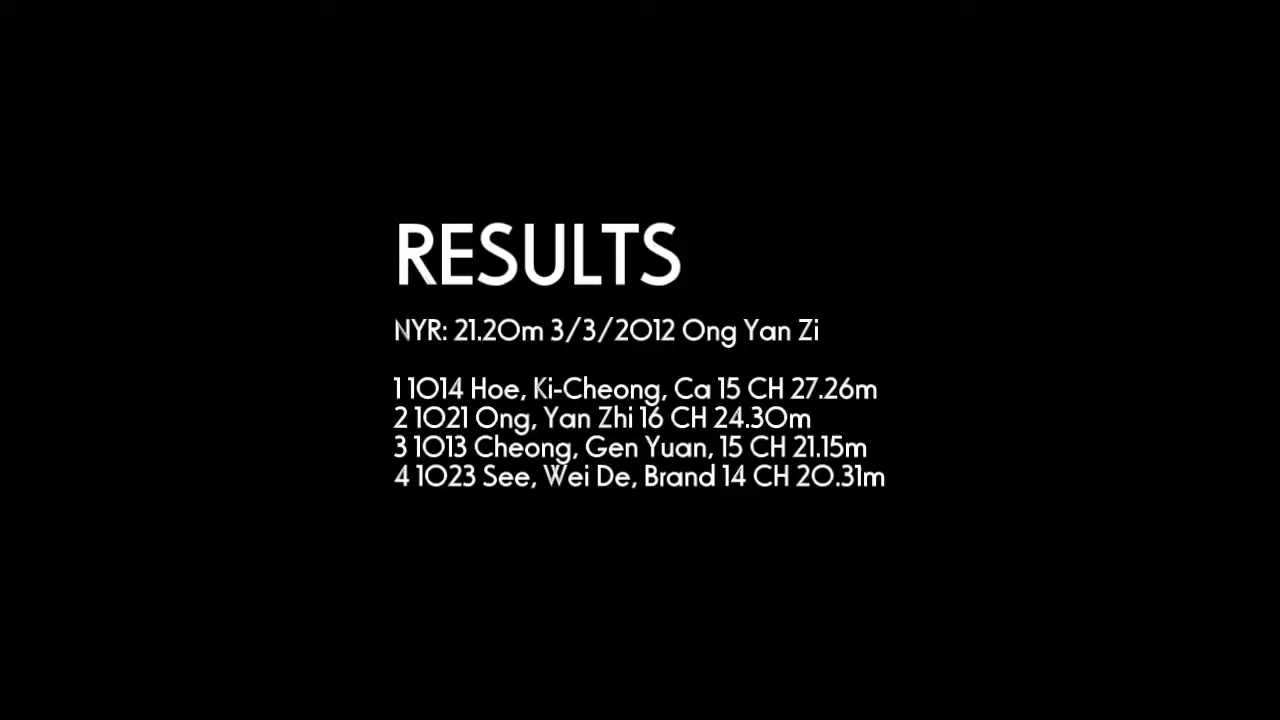 RESULTS
NYR: 21.20m 3/3/2012 Ong Yan Zi
1 1014 Hoe, Ki-Cheong, Ca 15 CH 27.26m
2 1021 Ong, Yan Zhi 16 CH 24.30m
3 1013 Cheong, Gen Yuan, 15 CH 21.15m
4 1023 See, Wei De, Brand 14 CH 20.31m